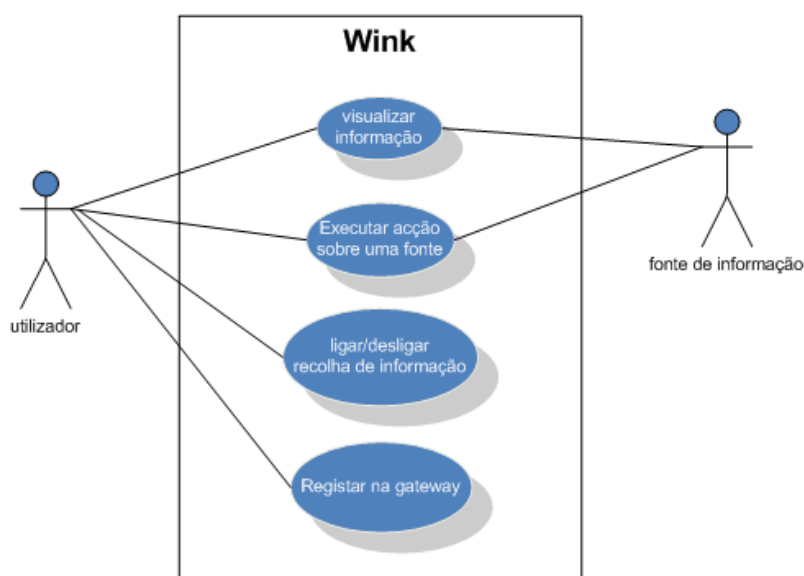 Wink
visualizar
informação
Executar acção
sobre uma fonte
fonte de informação
utilizador
ligar/desligar
recolha de informação
Registar na gateway